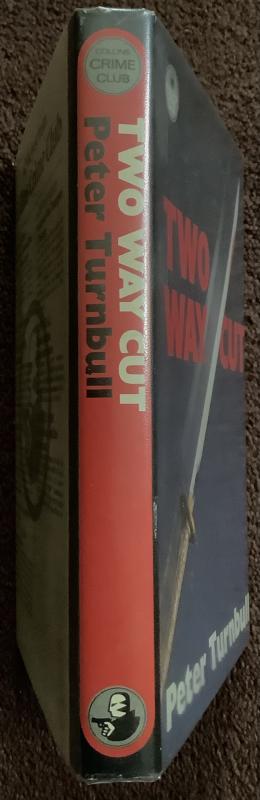 COLLINS
CRIME
CLUB
TWO WAY CUT
Peter Turnbull
TWO
WAY CUT
Peter Turnbull